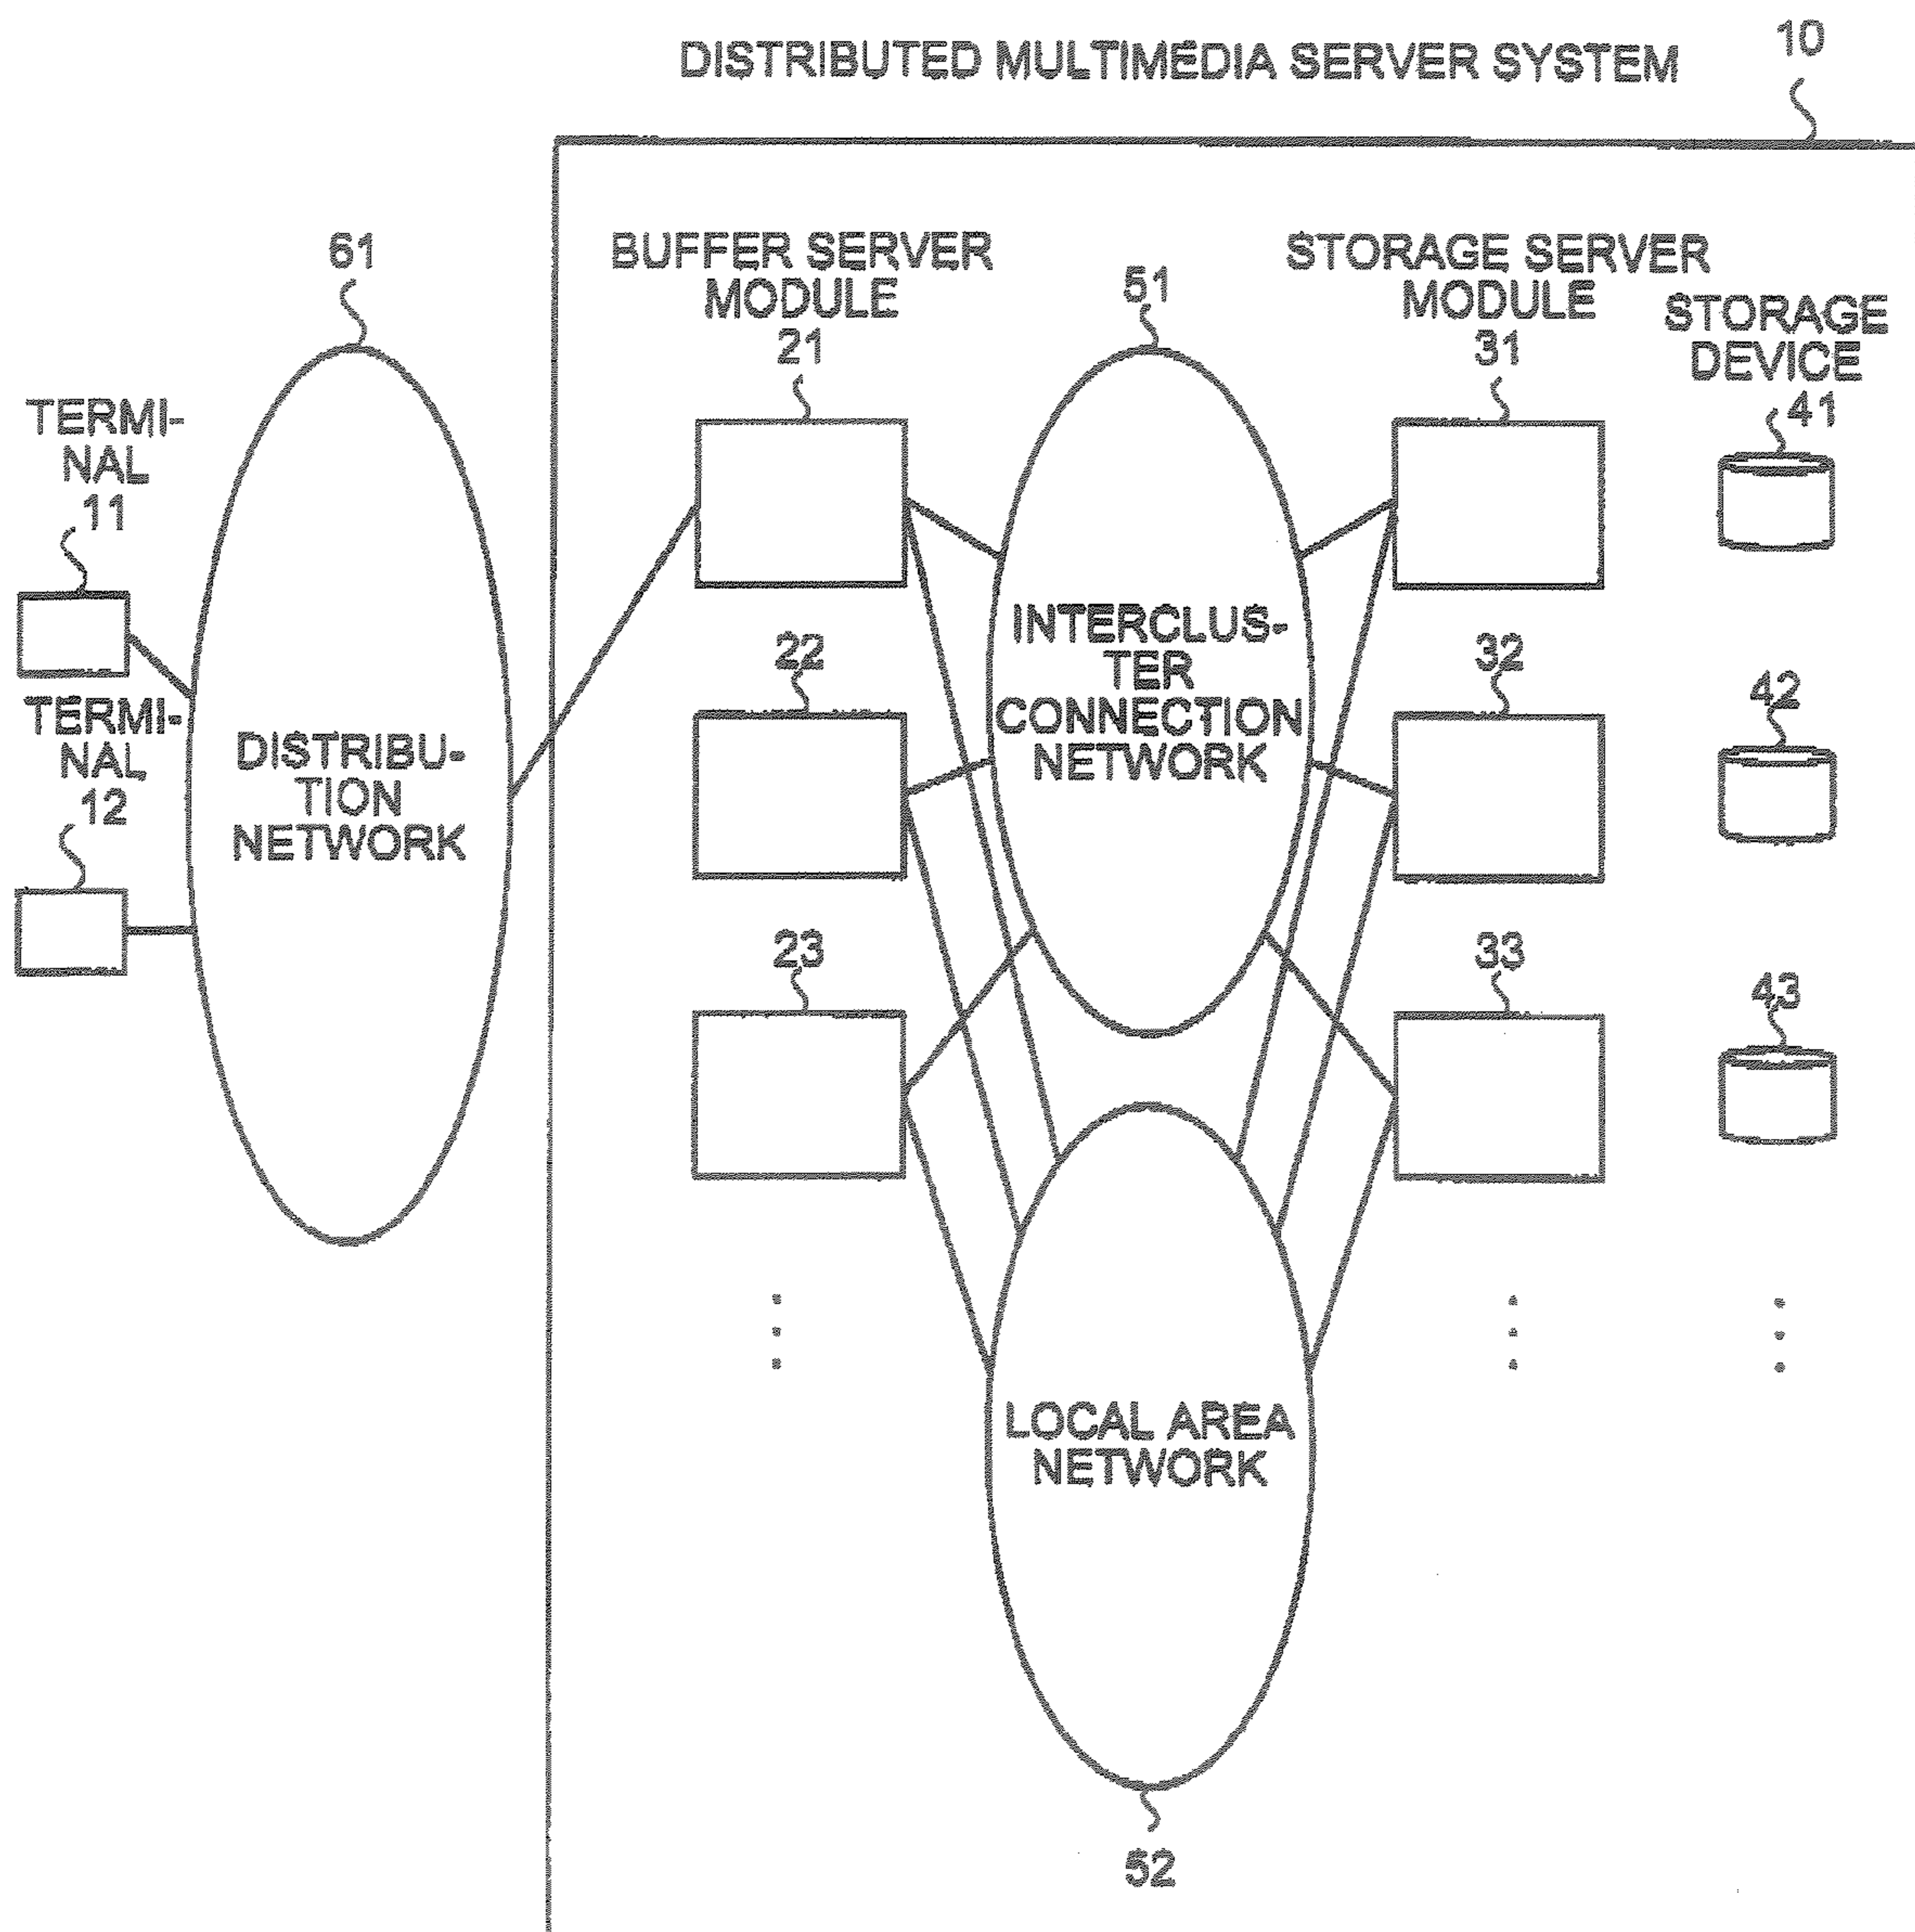 DISTRIBUTED MULTIMEDIA SERVER SYSTEM
10
61
BUFFER SERVER
MODULE
21
51
STORAGE SERVER
MODULE
31
STORAGE
DEVICE
41
TERMI-
NAL
11
TERMI-
NAL
12
DISTRIBU-
TION
NETWORK
22
23
INTERCLUS-
TER
CONNECTION
NETWORK
32
33
42
43
LOCAL AREA
NETWORK
52